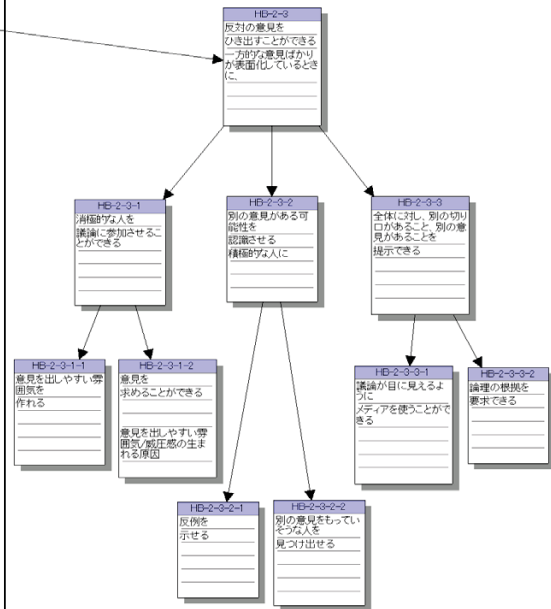 HB-2-3
反対の意見を
ひき出すことができる
一方的な意見ばかり
が表面化しているとき
に、
HB-2-3-1
消極的な人を
議論に参加させるこ
とができる
HB-2-3-2
別の意見がある可
能性を
認識させる
積極的な人に
HB-2-3-3
全体に対し、別の切り
口があること、別の意
見があることを
提示できる
HB-2-3-1-1
意見を出しやすい雰
囲気を
作れる
HB-2-3-1-2
意見を
求めることができる
意見を出しやすい雰
囲気/威圧感の生ま
れる原因
HB-2-3-3-1
議論が目に見えるよ
うに
メディアを使うことがで
きる
HB-2-3-3-2
論理の根拠を
要求できる
HB-2-3-2-1
反例を
示せる
HB-2-3-2-2
別の意見をもってい
そうな人を
見つけ出せる